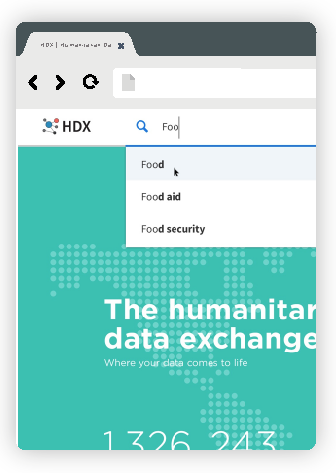 HDX | Humanitarian Da
HDX
Foo
Food
Food aid
Food security
The humanitar
data exchange
Where your data comes to life
1 326 243